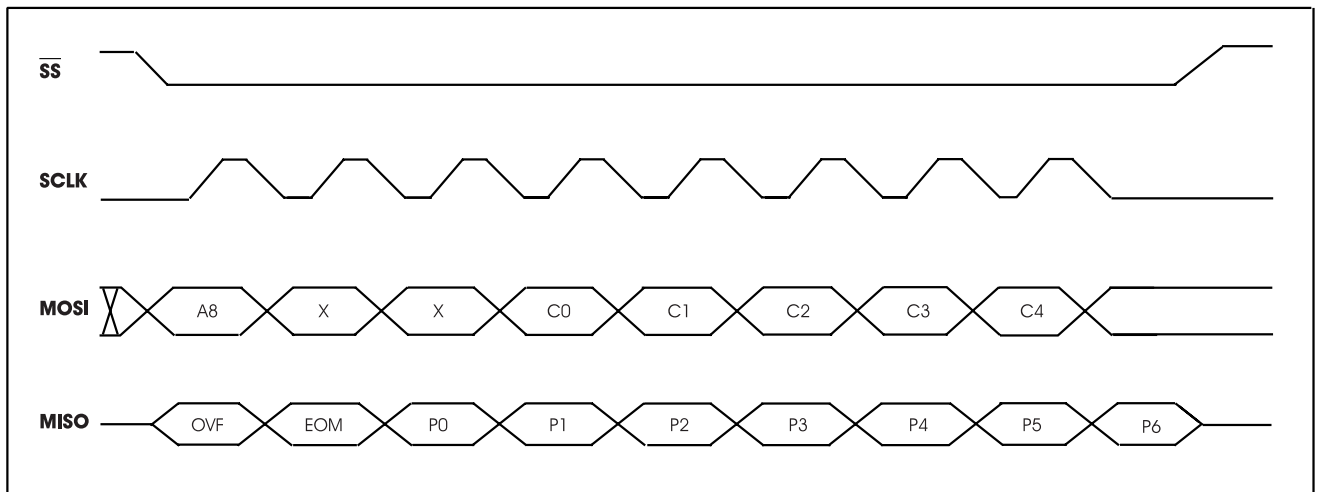 SS
SCLK
MOSI A8 X X C0 C1 C2 C3 C4
MISO OVF EOM P0 P1 P2 P3 P4 P5 P6